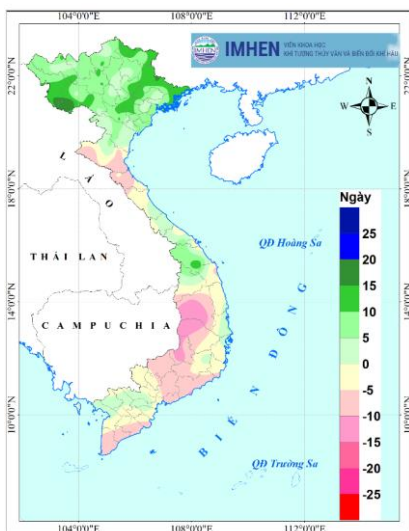 104°0'0"E 108°0'0"E 112°0'0"E
IMHEN VIỆN KHOA HỌC
KHÍ TƯỢNG THỦY VĂN VÀ BIẾN ĐỔI KHÍ HẬU
22°0'0"N
N
W E
S
LÀO
18°0'0"N
Ngày
25
20
15
10
5
0
-5
-10
-15
-20
-25
QĐ Hoàng Sa
THÁI LAN
14°0'0"N
CAMPUCHIA
BIỂN ĐÔNG
10°0'0"N
QĐ Trường Sa
104°0'0"E 108°0'0"E 112°0'0"E